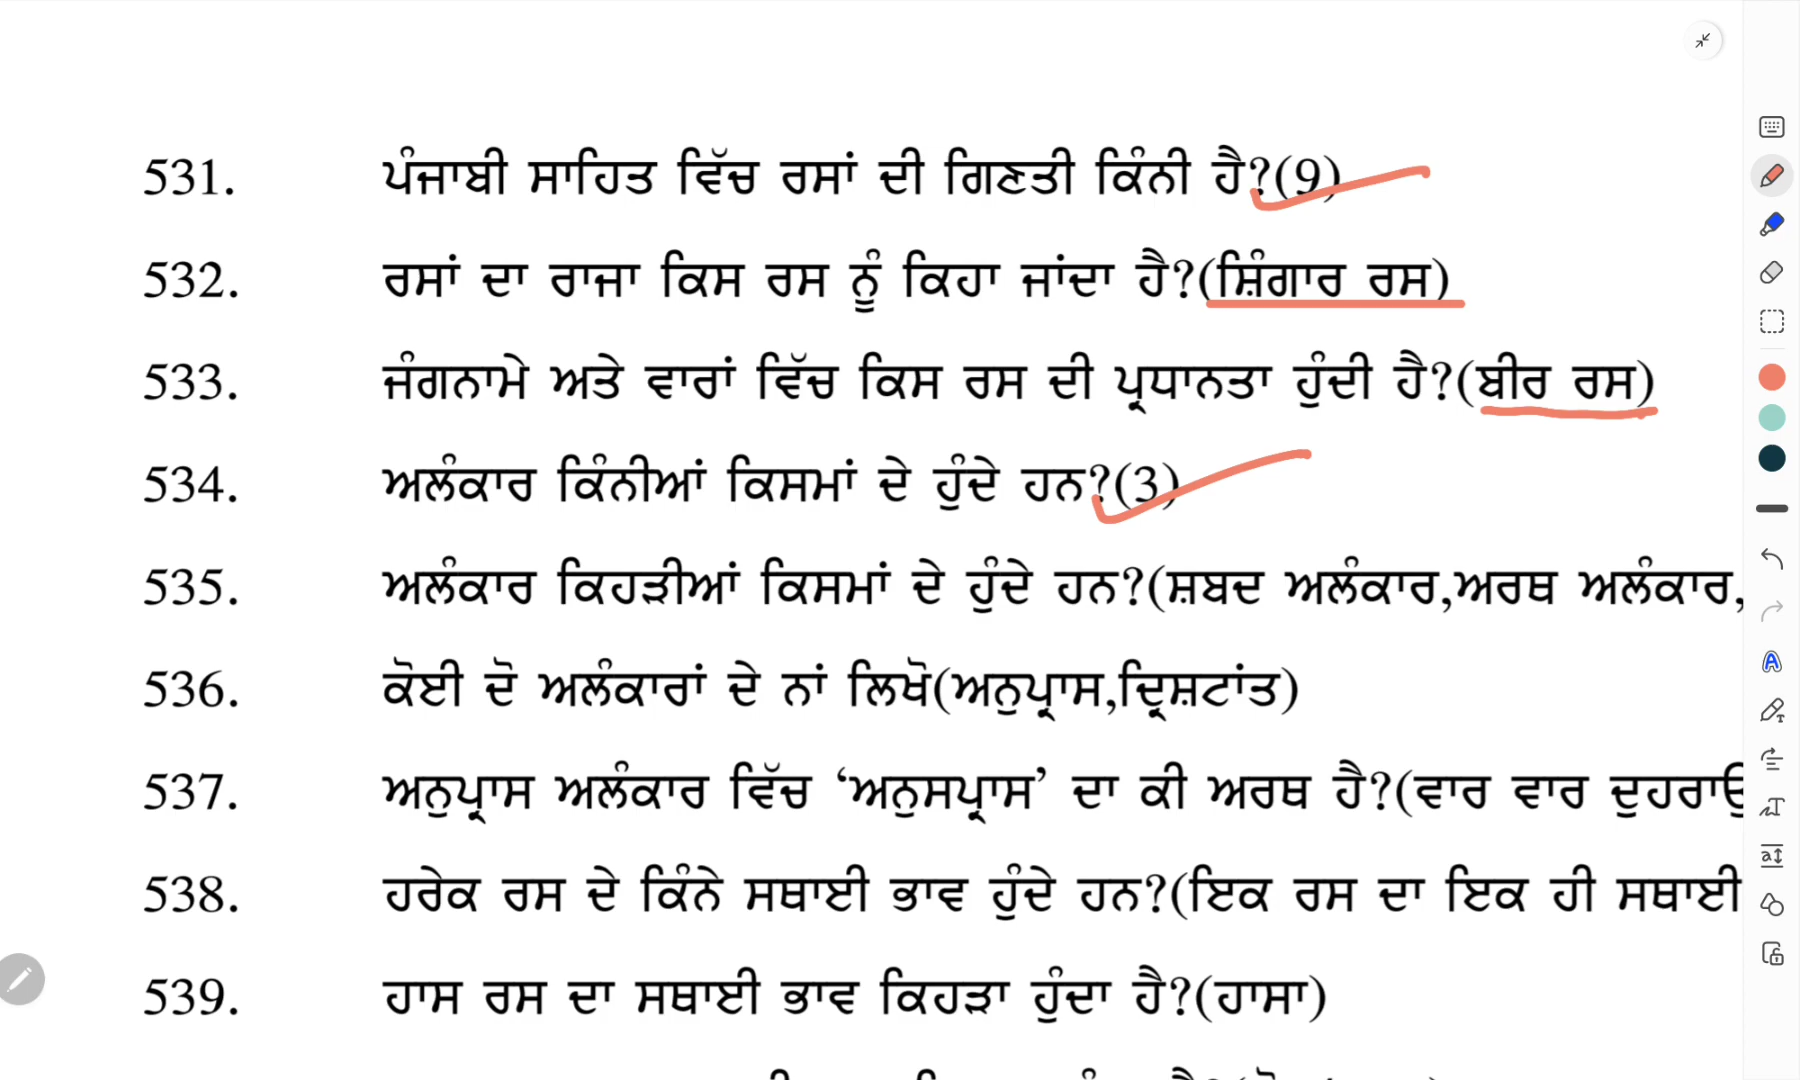 531. ਪੰਜਾਬੀ ਸਾਹਿਤ ਵਿੱਚ ਰਸਾਂ ਦੀ ਗਿਣਤੀ ਕਿੰਨੀ ਹੈ?(9)
532. ਰਸਾਂ ਦਾ ਰਾਜਾ ਕਿਸ ਰਸ ਨੂੰ ਕਿਹਾ ਜਾਂਦਾ ਹੈ?(ਸ਼ਿੰਗਾਰ ਰਸ)
533. ਜੰਗਨਾਮੇ ਅਤੇ ਵਾਰਾਂ ਵਿੱਚ ਕਿਸ ਰਸ ਦੀ ਪ੍ਰਧਾਨਤਾ ਹੁੰਦੀ ਹੈ?(ਬੀਰ ਰਸ)
534. ਅਲੰਕਾਰ ਕਿੰਨੀਆਂ ਕਿਸਮਾਂ ਦੇ ਹੁੰਦੇ ਹਨ?(3)
535. ਅਲੰਕਾਰ ਕਿਹੜੀਆਂ ਕਿਸਮਾਂ ਦੇ ਹੁੰਦੇ ਹਨ?(ਸ਼ਬਦ ਅਲੰਕਾਰ,ਅਰਥ ਅਲੰਕਾਰ,
536. ਕੋਈ ਦੋ ਅਲੰਕਾਰਾਂ ਦੇ ਨਾਂ ਲਿਖੋ(ਅਨੁਪ੍ਰਾਸ,ਦ੍ਰਿਸ਼ਟਾਂਤ)
537. ਅਨੁਪ੍ਰਾਸ ਅਲੰਕਾਰ ਵਿੱਚ ‘ਅਨੁਸਪ੍ਰਾਸ’ ਦਾ ਕੀ ਅਰਥ ਹੈ?(ਵਾਰ ਵਾਰ
538. ਹਰੇਕ ਰਸ ਦੇ ਕਿੰਨੇ ਸਥਾਈ ਭਾਵ ਹੁੰਦੇ ਹਨ?(ਇਕ ਰਸ ਦਾ ਇਕ ਹੀ ਸਥਾਈ
539. ਹਾਸ ਰਸ ਦਾ ਸਥਾਈ ਭਾਵ ਕਿਹੜਾ ਹੁੰਦਾ ਹੈ?(ਹਾਸਾ)